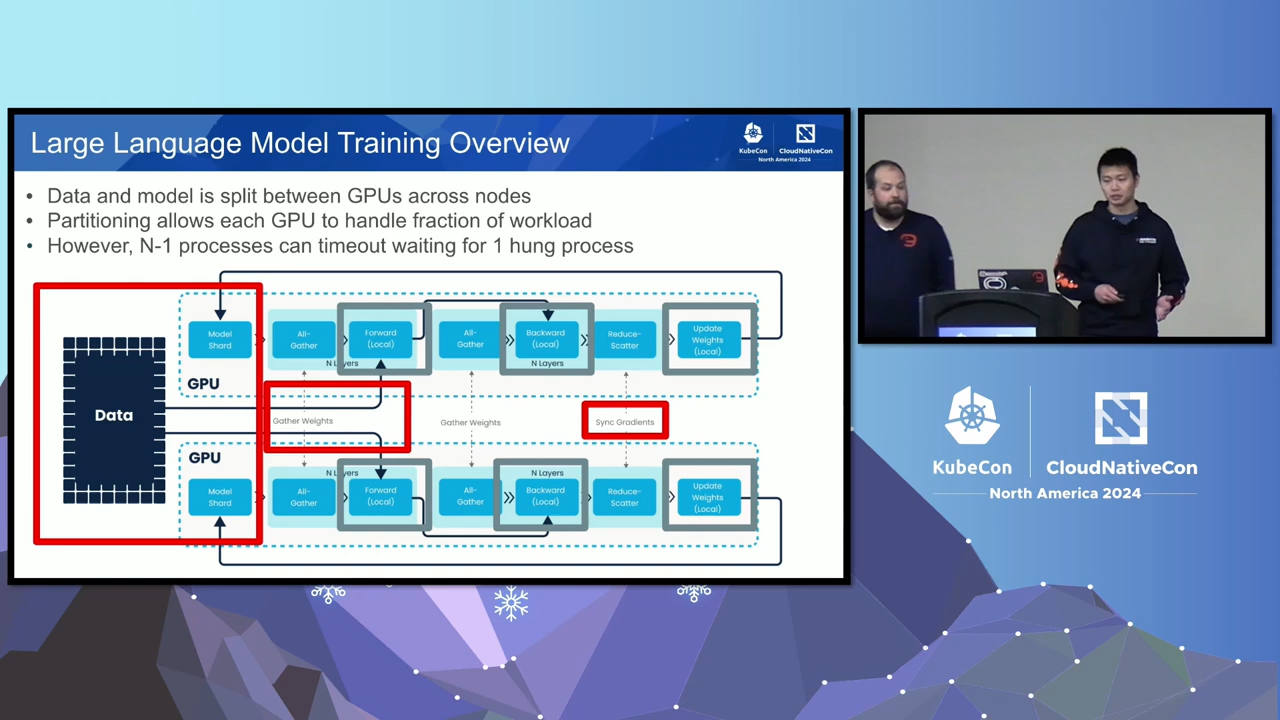 Large Language Model Training Overview
KubeCon
CloudNativeCon
North America 2024
• Data and model is split between GPUs across nodes
• Partitioning allows each GPU to handle fraction of workload
• However, N-1 processes can timeout waiting for 1 hung process
Model
Shard
All-
Gather
Forward
(Local)
N Layers
All-
Gather
Backward
(Local)
N Layers
Reduce-
Scatter
Update
Weights
(Local)
GPU
Data
Gather Weights
Gather Weights
Sync Gradients
GPU
Model
Shard
N Layers
All-
Gather
Forward
(Local)
All-
Gather
N Layers
Backward
(Local)
Reduce-
Scatter
Update
Weights
(Local)
KubeCon
CloudNativeCon
North America 2024